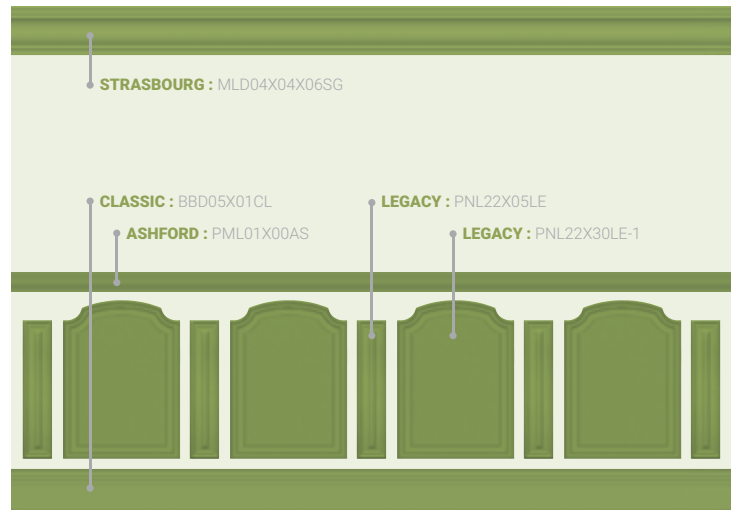 STRASBOURG : MLD04X04X06SG
CLASSIC : BBD05X01CL
LEGACY : PNL22X05LE
ASHFORD : PML01X00AS
LEGACY : PNL22X30LE-1